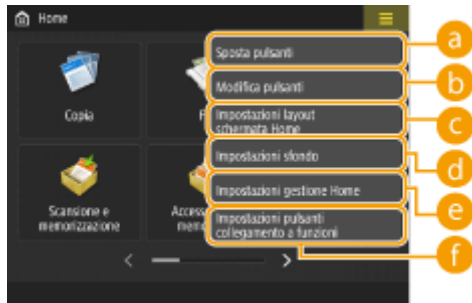 Home
Sposta pulsanti
a
Modifica pulsanti
b
Impostazioni layout
schermata Home
c
Copia
Impostazioni sfondo
d
Impostazioni gestione Home
e
Scansione e
memorizzazione
Impostazioni pulsanti
collegamento a funzioni
f